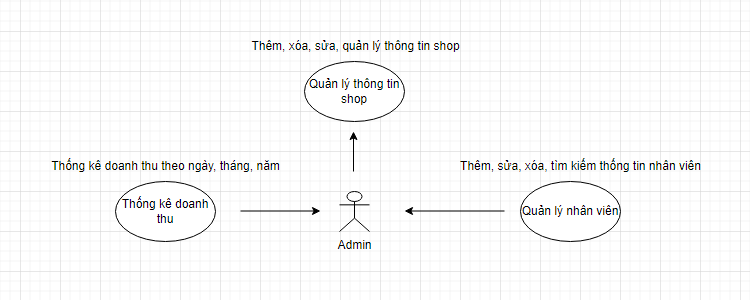 Thêm, xóa, sửa, quản lý thông tin shop
Quản lý thông tin
shop
Thống kê doanh thu theo ngày, tháng, năm
Thêm, sửa, xóa, tìm kiếm thống tin nhân viên
Thống kê doanh
thu
Quản lý nhân viên
Admin